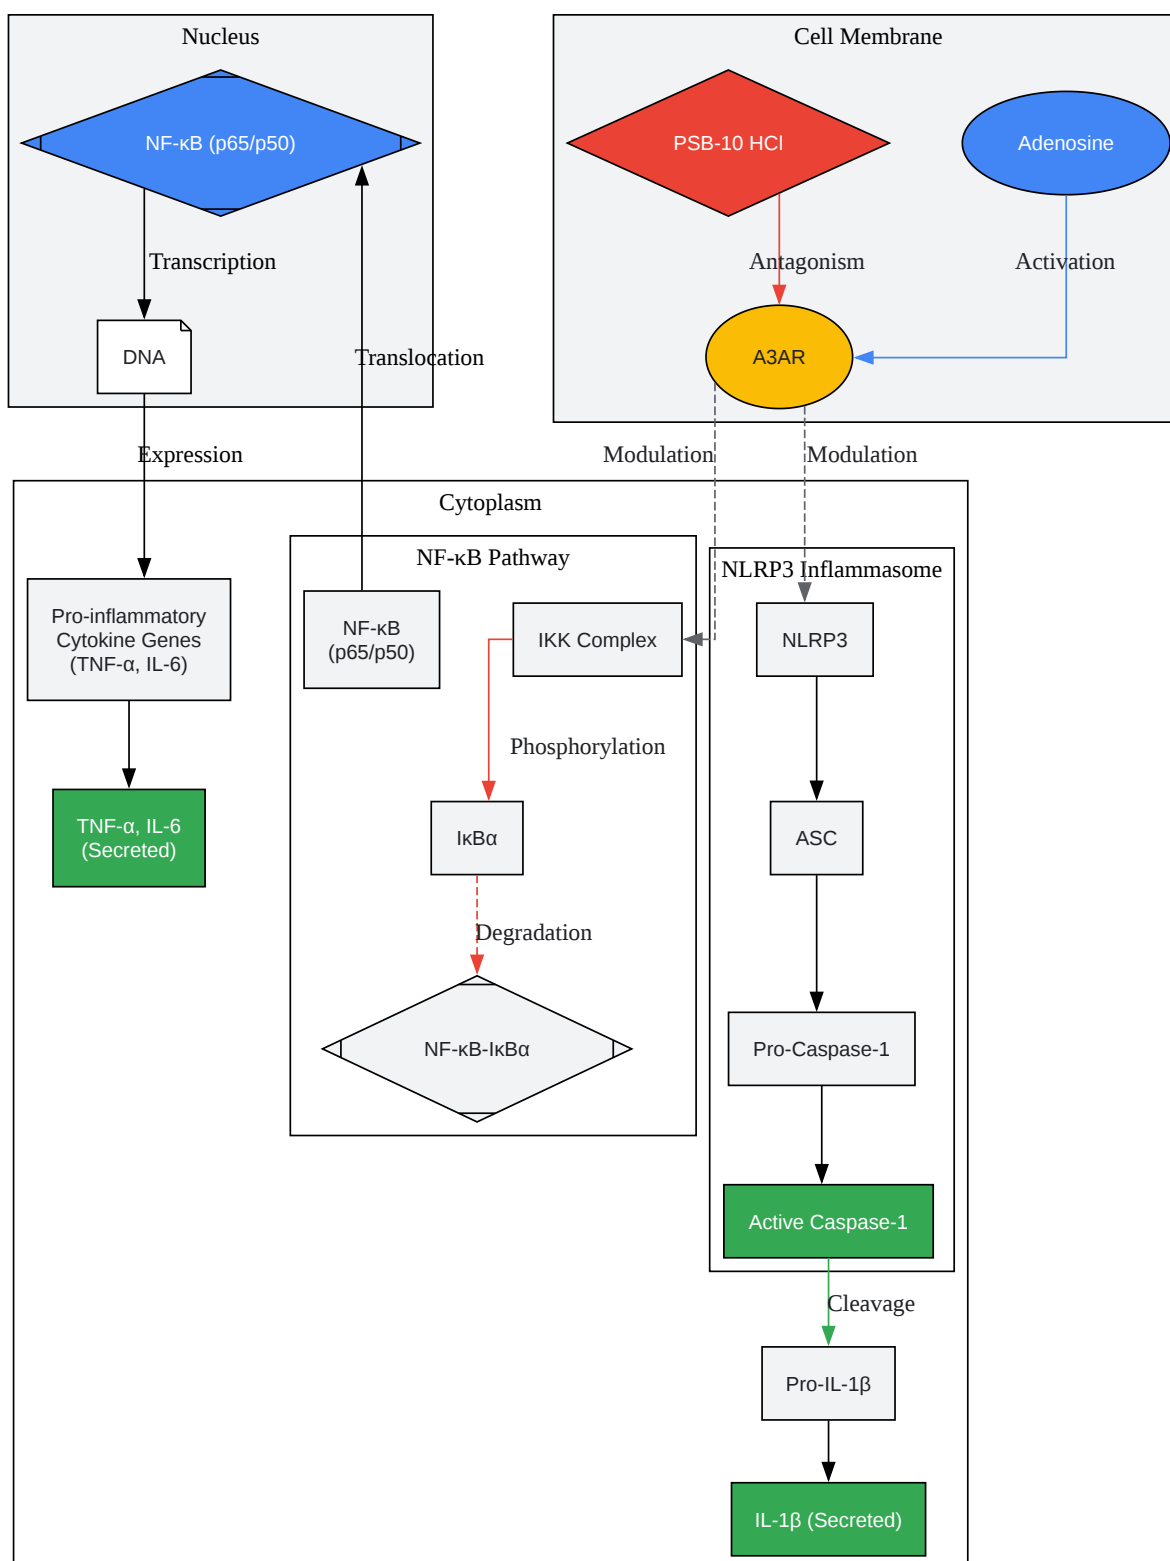 Nucleus
NF-κB (p65/p50)
Transcription
DNA
Translocation
Expression
Cell Membrane
PSB-10 HCl
Adenosine
Antagonism
Activation
A3AR
Modulation
Modulation
Cytoplasm
Pro-inflammatory
Cytokine Genes
(TNF-α, IL-6)
TNF-α, IL-6
(Secreted)
NF-κB Pathway
NF-κB
(p65/p50)
IKK Complex
Phosphorylation
IκBα
Degradation
NF-κB-IκBα
NLRP3 Inflammasome
NLRP3
ASC
Pro-Caspase-1
Active Caspase-1
Cleavage
Pro-IL-1β
IL-1β (Secreted)